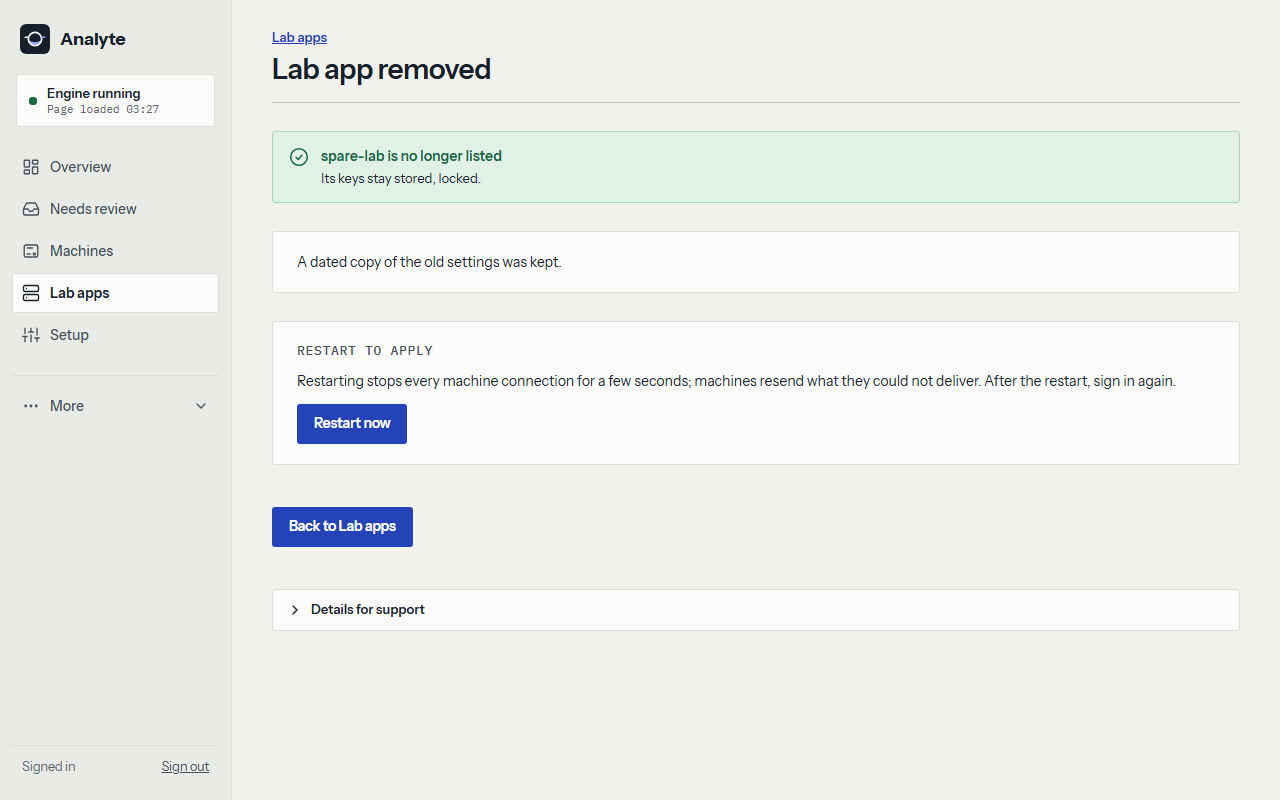 Analyte
Engine running
Page loaded 03:27
Overview
Needs review
Machines
Lab apps
Setup
More
Signed in
Sign out
Lab apps
Lab app removed
spare-lab is no longer listed
Its keys stay stored, locked.
A dated copy of the old settings was kept.
RESTART TO APPLY
Restarting stops every machine connection for a few seconds; machines resend what they could not deliver. After the restart, sign in again.
Restart now
Back to Lab apps
Details for support